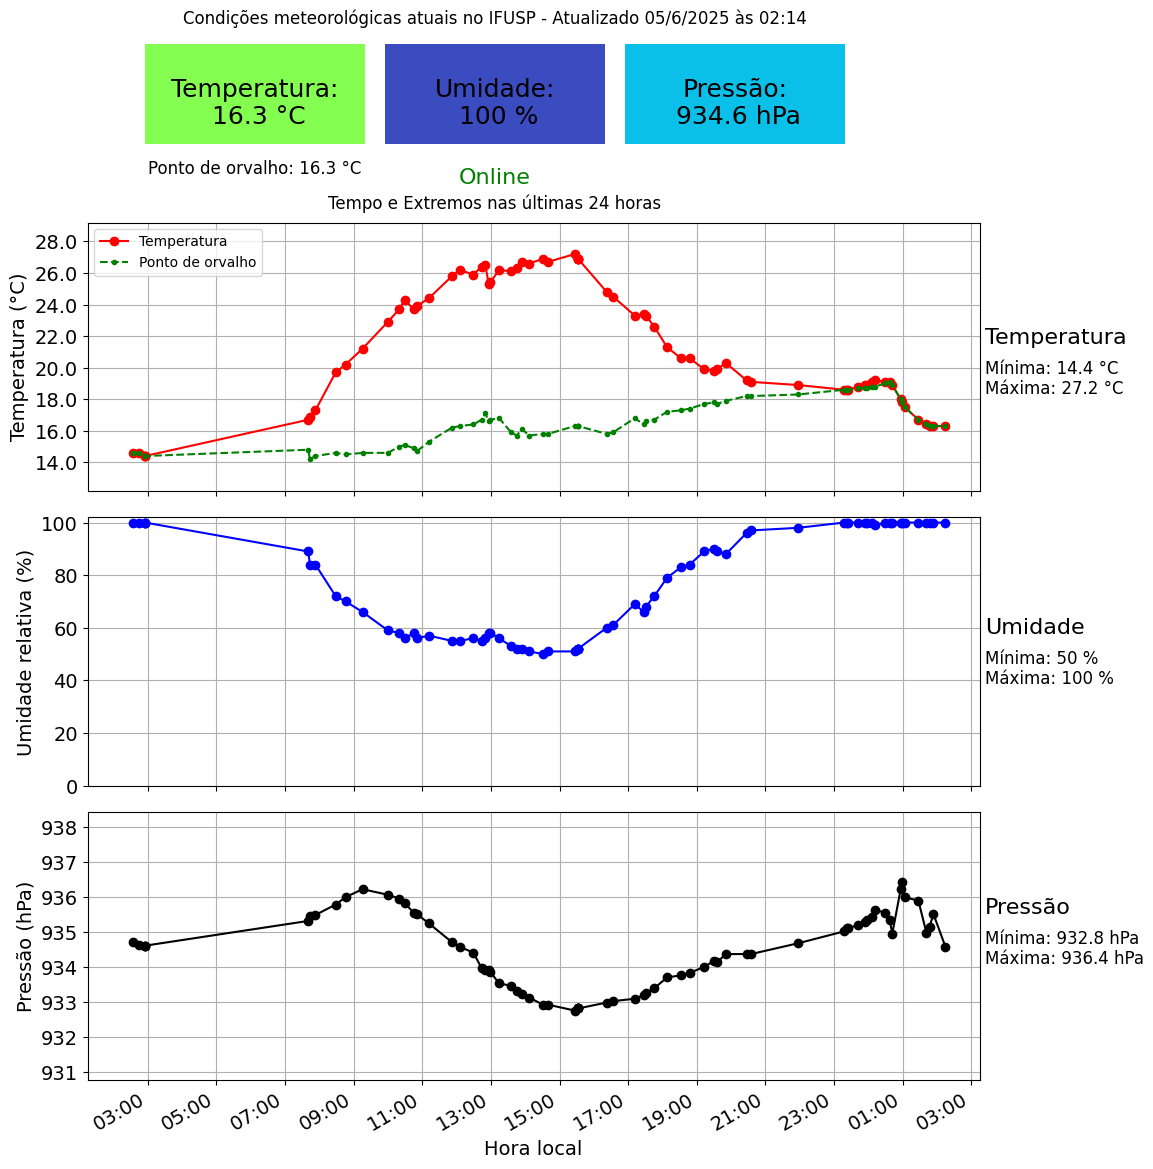 Condições meteorológicas atuais no IFUSP - Atualizado 05/6/2025 às 02:14
Temperatura:
16.3 °C
Umidade:
100 %
Pressão:
934.6 hPa
Ponto de orvalho: 16.3 °C
Online
Tempo e Extremos nas últimas 24 horas
Temperatura
Ponto de orvalho
Temperatura (°C)
28.0
26.0
24.0
22.0
20.0
18.0
16.0
14.0
Temperatura
Mínima: 14.4 °C
Máxima: 27.2 °C
Umidade relativa (%)
100
80
60
40
20
0
Umidade
Mínima: 50 %
Máxima: 100 %
Pressão (hPa)
938
937
936
935
934
933
932
931
Pressão
Mínima: 932.8 hPa
Máxima: 936.4 hPa
03:00 05:00 07:00 09:00 11:00 13:00 15:00 17:00 19:00 21:00 23:00 01:00 03:00
Hora local